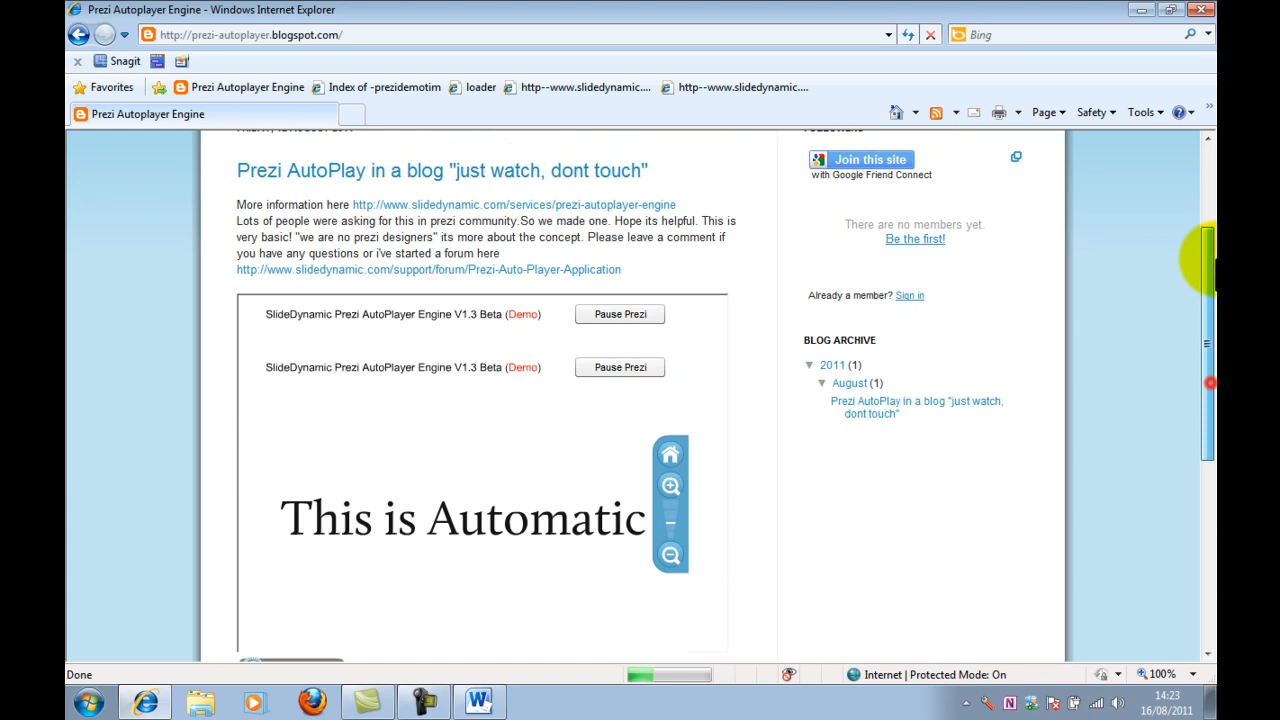 Prezi Autoplayer Engine - Windows Internet Explorer
http://prezi-autoplayer.blogspot.com/
Bing
x Snagit
Favorites Prezi Autoplayer Engine Index of -prezidemotim loader http--www.slidedynamic.... http--www.slidedynamic.com,...
Prezi Autoplayer Engine Page Safety Tools
Join this site
with Google Friend Connect
Prezi AutoPlay in a blog "just watch, dont touch"
More information here http://www.slidedynamic.com/services/prezi-autoplayer-engine
Lots of people were asking for this in prezi community.So we made one. Hope its helpful. This is
very basic! "we are no prezi designers" its more about the concept. Please leave a comment if
you have any questions or i've started a forum here
http://www.slidedynamic.com/support/forum/Prezi-Auto-Player-Application
There are no members yet.
Be the first!
Already a member? Sign in
SlideDynamic Prezi AutoPlayer Engine V1.3 Beta (Demo) Pause Prezi
SlideDynamic Prezi AutoPlayer Engine V1.3 Beta (Demo) Pause Prezi
This is Automatic
BLOG ARCHIVE
▼ 2011 (1)
▼ August (1)
Prezi AutoPlay in a blog "just watch,
dont touch"
Done Internet | Protected Mode: On 100%
14:23
16/08/2011